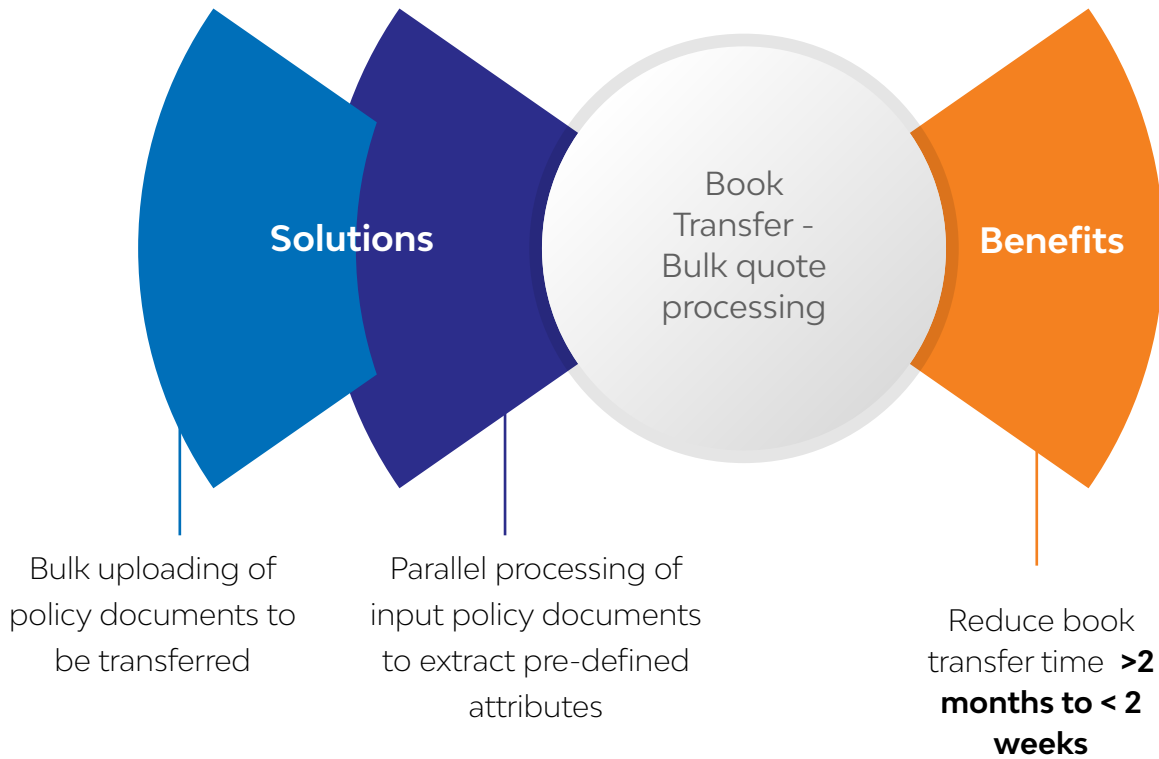 Solutions
Book
Transfer -
Bulk quote
processing
Benefits
Bulk uploading of
policy documents to
be transferred
Parallel processing of
input policy documents
to extract pre-defined
attributes
Reduce book
transfer time >2
months to < 2
weeks